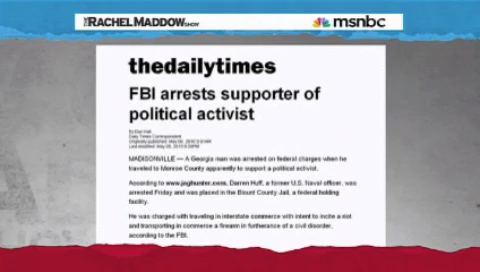 THE RACHEL MADDOW SHOW
msnbc
thedailytimes
FBI arrests supporter of
political activist
Daily Times Correspondent
MADISONVILLE — A Georgia man was arrested on federal charges when he
traveled to Monroe County apparently to support a political activist.
According to www.jaghunter.com, Darren Huff, a former U.S. Naval officer, was
arrested Friday and was placed in the Blount County Jail, a federal holding
facility.
He was charged with traveling in interstate commerce with intent to incite a riot
and transporting in commerce a firearm in furtherance of a civil disorder,
according to the FBI.